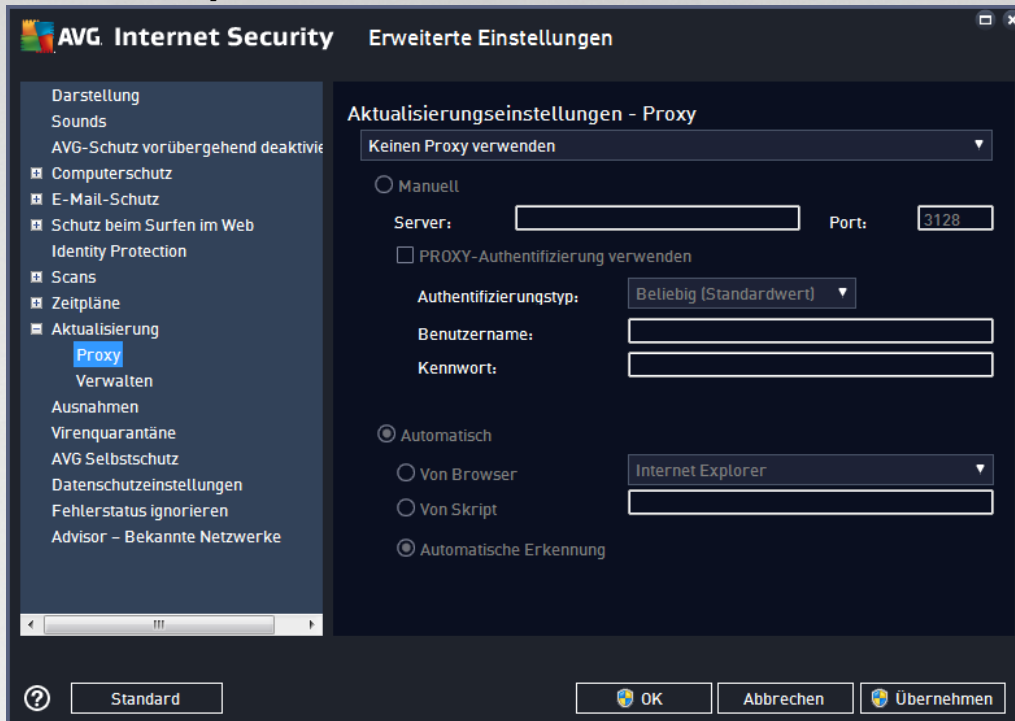 AVG Internet Security Erweiterte Einstellungen
Darstellung
Sounds
AVG-Schutz vorübergehend deaktivie
Computerschutz
E-Mail-Schutz
Schutz beim Surfen im Web
Identity Protection
Scans
Zeitpläne
Aktualisierung
Proxy
Verwalten
Ausnahmen
Virenquarantäne
AVG Selbstschutz
Datenschutzeinstellungen
Fehlerstatus ignorieren
Advisor – Bekannte Netzwerke
Aktualisierungseinstellungen - Proxy
Keinen Proxy verwenden
Manuell
Server: Port: 3128
PROXY-Authentifizierung verwenden
Authentifizierungstyp: Beliebig (Standardwert)
Benutzername:
Kennwort:
Automatisch
Von Browser Internet Explorer
Von Skript
Automatische Erkennung
? Standard OK Abbrechen Übernehmen